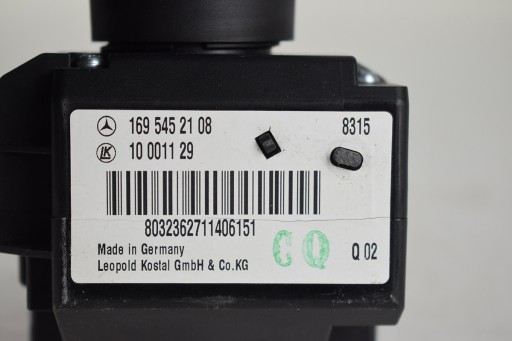 169 545 21 08 8315
LK 10 0011 29
8032362711406151
Made in Germany CQ Q 02
Leopold Kostal GmbH & Co.KG